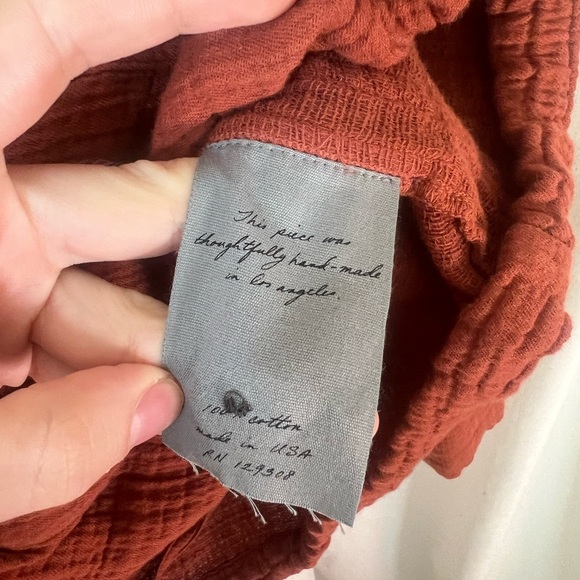 This piece was
thoughtfully hand-made
in los angeles.
100% cotton
made in USA
RN 129308